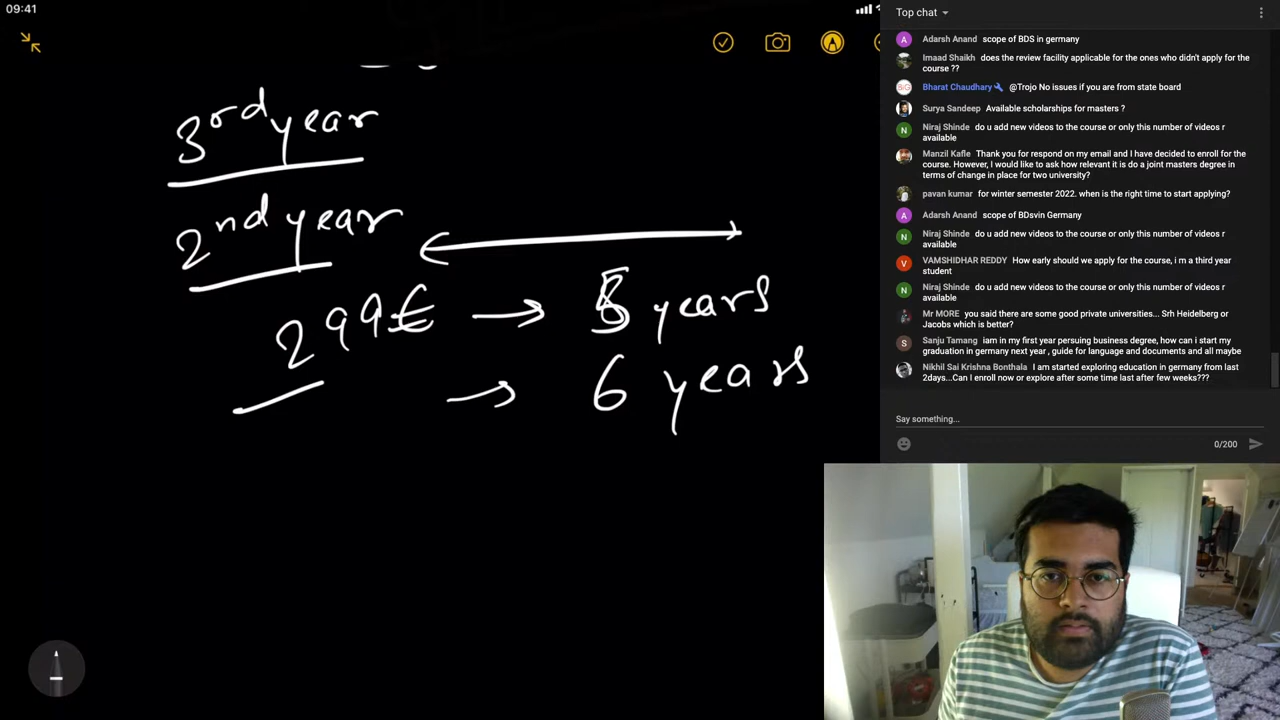 09:41
3rd year
2nd year
299€ → 5 years
→ 6 years
Top chat
Adarsh Anand scope of BDS in germany
Imaad Shaikh does the review facility applicable for the ones who didn't apply for the
course ??
Bharat Chaudhary @Trojo No issues if you are from state board
Surya Sandeep Available scholarships for masters ?
Niraj Shinde do u add new videos to the course or only this number of videos r
available
Manzil Kafle Thank you for respond on my email and I have decided to enroll for the
course. However, I would like to ask how relevant it is do a joint masters degree in
terms of change in place for two university?
pavan kumar for winter semester 2022. when is the right time to start applying?
Adarsh Anand scope of BDsvin Germany
Niraj Shinde do u add new videos to the course or only this number of videos r
available
VAMSHIDHAR REDDY How early should we apply for the course, i m a third year
student
Niraj Shinde do u add new videos to the course or only this number of videos r
available
Mr MORE you said there are some good private universities... Srh Heidelberg or
Jacobs which is better?
Sanju Tamang iam in my first year persuing business degree, how can i start my
graduation in germany next year , guide for language and documents and all maybe
Nikhil Sai Krishna Bonthala I am started exploring education in germany from last
2days...Can I enroll now or explore after some time last after few weeks???
Say something...
0/200